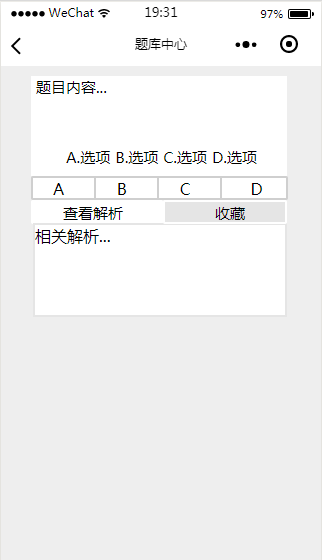 WeChat 19:31 97%
题库中心
题目内容...
A.选项 B.选项 C.选项 D.选项
A B C D
查看解析 收藏
相关解析...